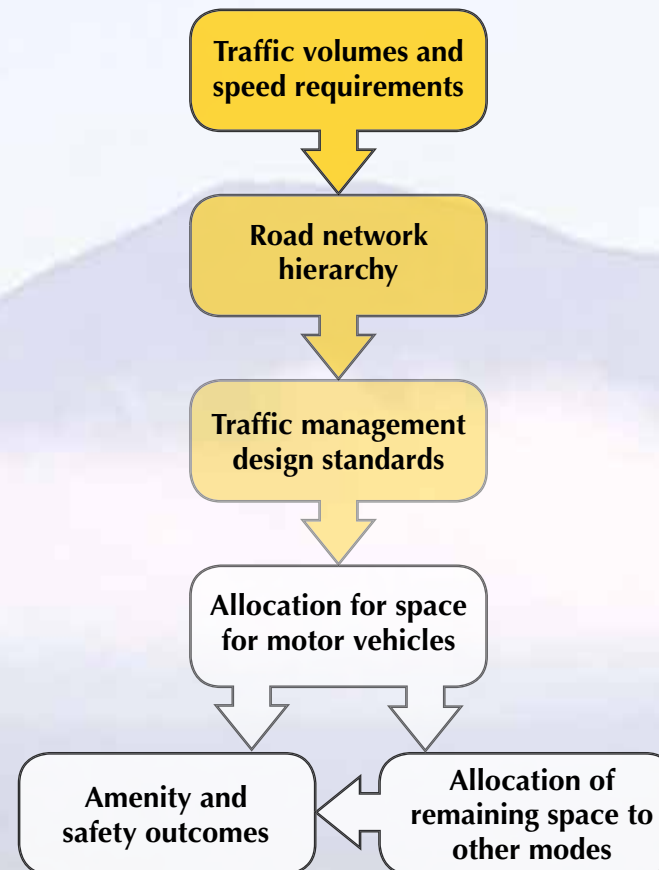 Traffic volumes and
speed requirements
Road network
hierarchy
Traffic management
design standards
Allocation for space
for motor vehicles
Amenity and
safety outcomes
Allocation of
remaining space to
other modes